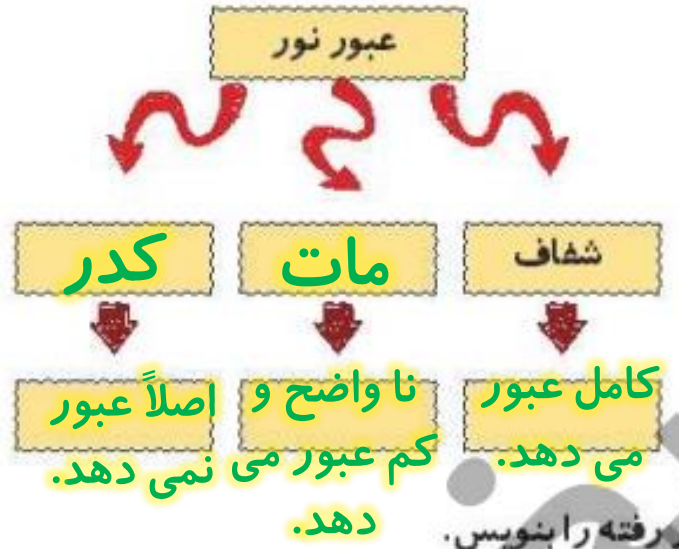 عبور نور
شفاف
مات
کدر
کامل عبور
می دهد.
نا واضح و
کم عبور می
دهد.
اصلاً عبور
نمی دهد.
رفته را بنویس.